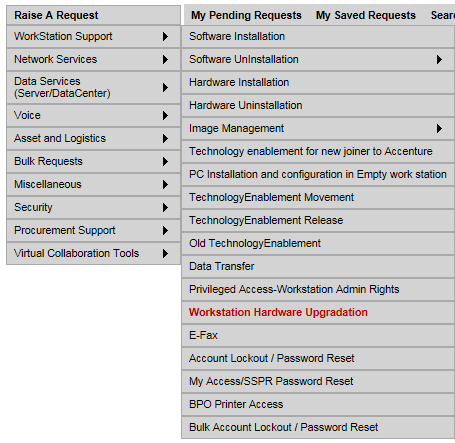 Raise A Request
My Pending Requests
My Saved Requests
WorkStation Support
Network Services
Data Services
(Server/DataCenter)
Voice
Asset and Logistics
Bulk Requests
Miscellaneous
Security
Procurement Support
Virtual Collaboration Tools
Software Installation
Software UnInstallation
Hardware Installation
Hardware Uninstallation
Image Management
Technology enablement for new joiner to Accenture
PC Installation and configuration in Empty work station
TechnologyEnablement Movement
TechnologyEnablement Release
Old TechnologyEnablement
Data Transfer
Privileged Access-Workstation Admin Rights
Workstation Hardware Upgradation
E-Fax
Account Lockout / Password Reset
My Access/SSPR Password Reset
BPO Printer Access
Bulk Account Lockout / Password Reset